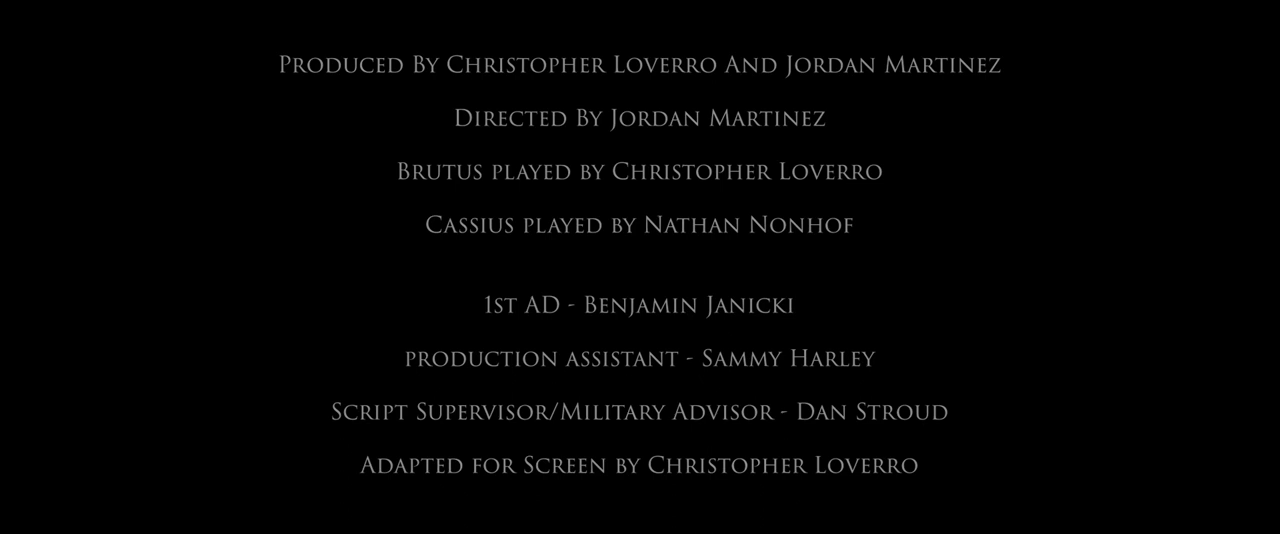 Produced By Christopher Loverro And Jordan Martinez
Directed By Jordan Martinez
Brutus played by Christopher Loverro
Cassius played by Nathan Nonhof
1st AD - Benjamin Janicki
production assistant - Sammy Harley
Script Supervisor/Military Advisor - Dan Stroud
Adapted for Screen by Christopher Loverro